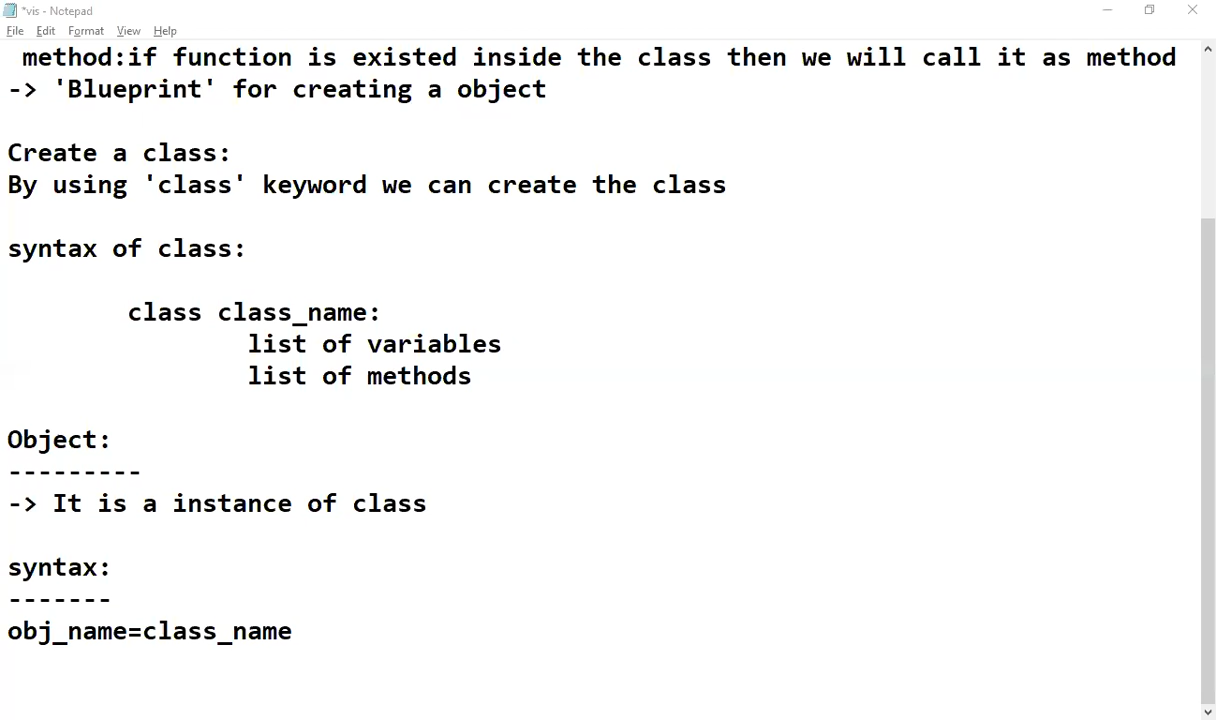 *vis - Notepad
File Edit Format View Help
method:if function is existed inside the class then we will call it as method
-> 'Blueprint' for creating a object
Create a class:
By using 'class' keyword we can create the class
syntax of class:
class class_name:
list of variables
list of methods
Object:
---------
-> It is a instance of class
syntax:
-------
obj_name=class_name